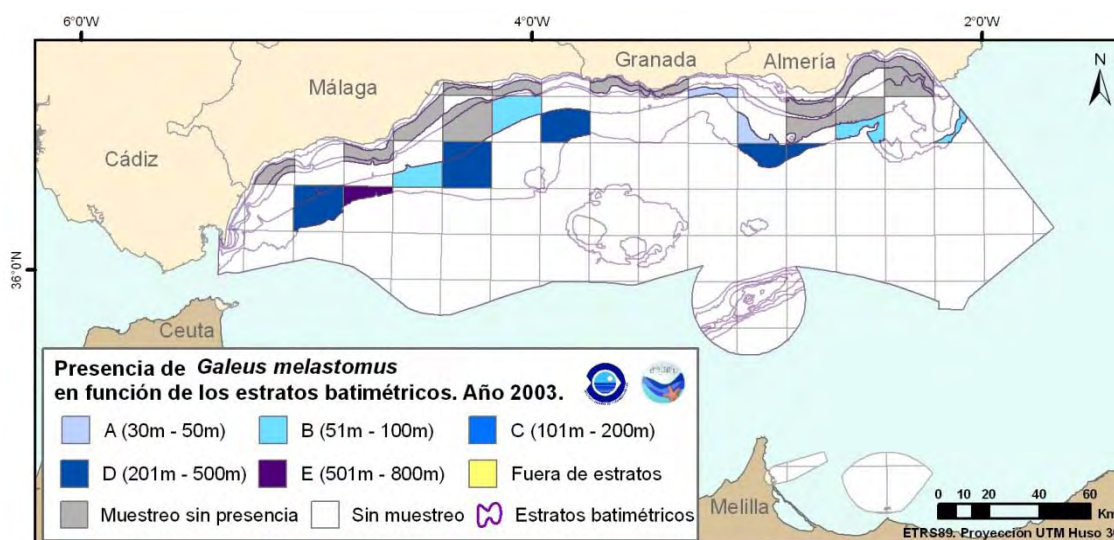 6°0'W 4°0'W 2°0'W
Granada Almería
N
Málaga
Cádiz
36°0'N
Ceuta
Presencia de Galeus melastomus
en función de los estratos batimétricos. Año 2003.
A (30m - 50m) B (51m - 100m) C (101m - 200m)
D (201m - 500m) E (501m - 800m) Fuera de estratos
Muestreo sin presencia Sin muestreo Estratos batimétricos
Melilla
0 10 20 40 60
Km
ETRS89. Proyección UTM Huso 3